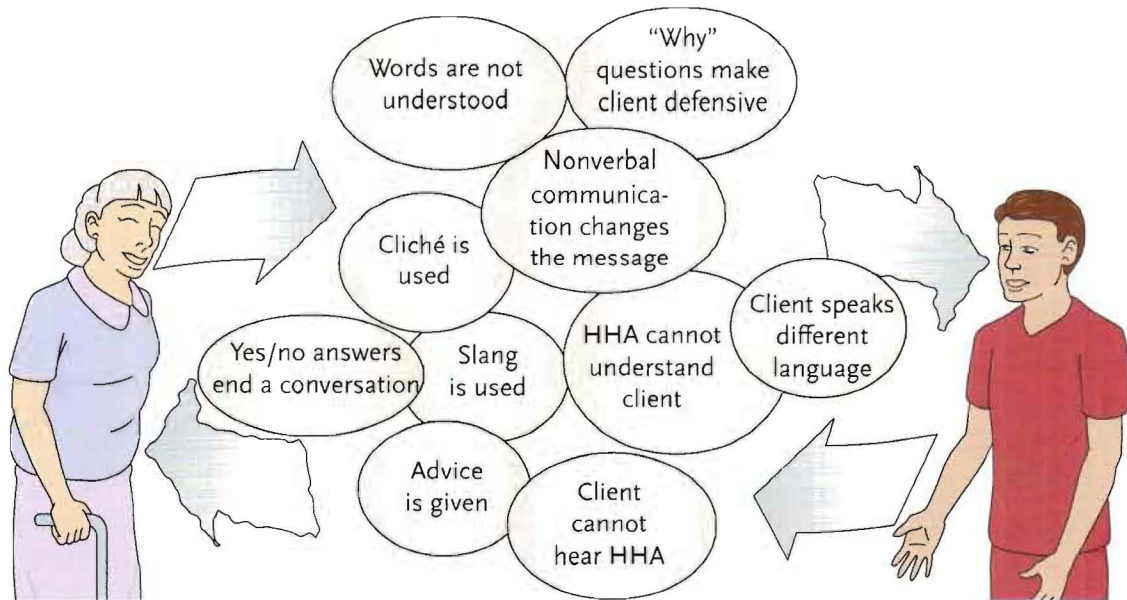 Words are not
understood
“Why”
questions make
client defensive
Nonverbal
communica-
tion changes
the message
Cliché is
used
Client speaks
different
language
HHA cannot
understand
client
Yes/no answers
end a conversation
Slang
is used
Advice
is given
Client
cannot
hear HHA